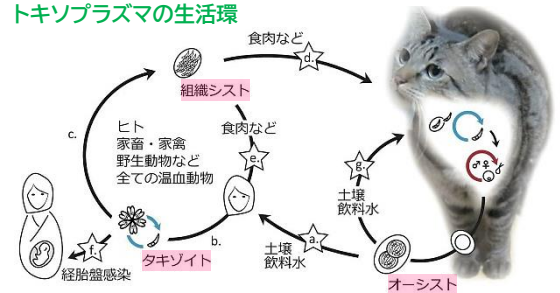 トキソプラズマの生活環
食肉など
d.
組織シスト
c.
ヒト
家畜・家禽
野生動物など
全ての温血動物
食肉など
e.
g.
土壌
飲料水
♂♀
f.
b.
a.
土壌
飲料水
経胎盤感染
タキゾイト
オーシスト